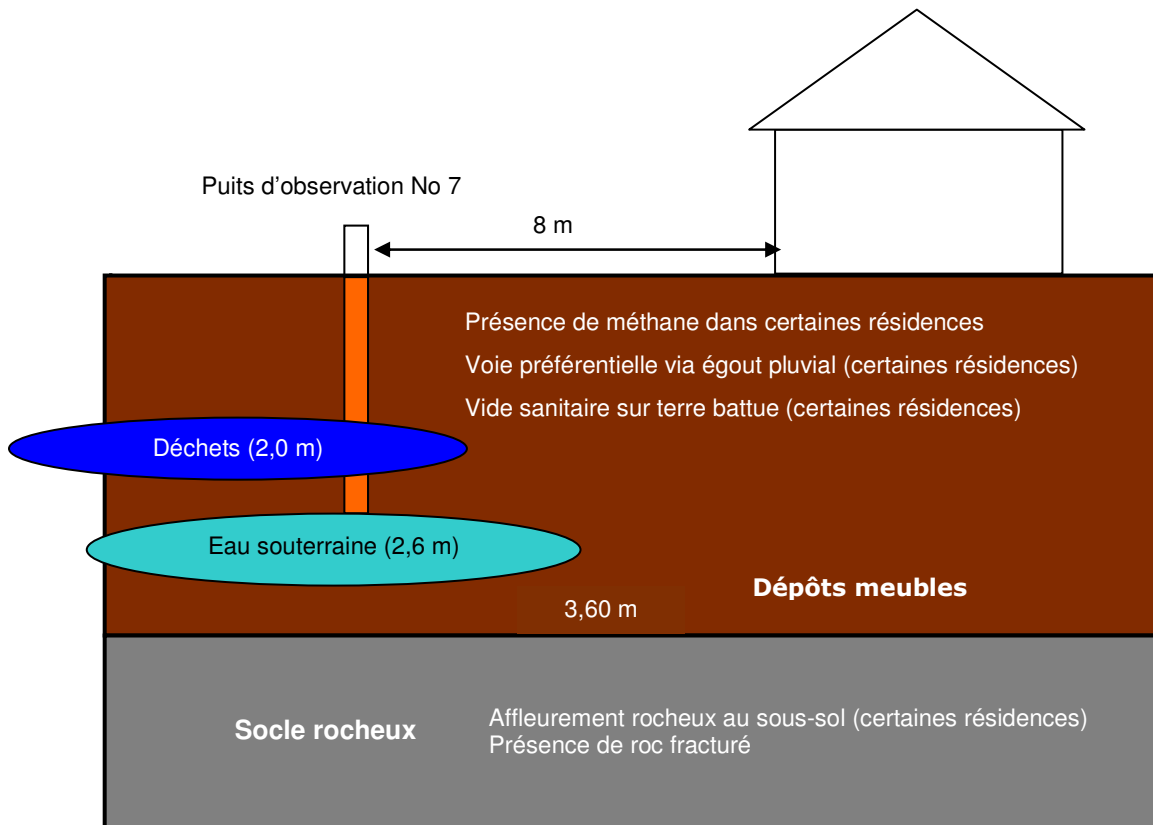 Puits d'observation No 7
8 m
Présence de méthane dans certaines résidences
Voie préférentielle via égout pluvial (certaines résidences)
Vide sanitaire sur terre battue (certaines résidences)
Déchets (2,0 m)
Eau souterraine (2,6 m)
Dépôts meubles
3,60 m
Socle rocheux
Affleurement rocheux au sous-sol (certaines résidences)
Présence de roc fracturé